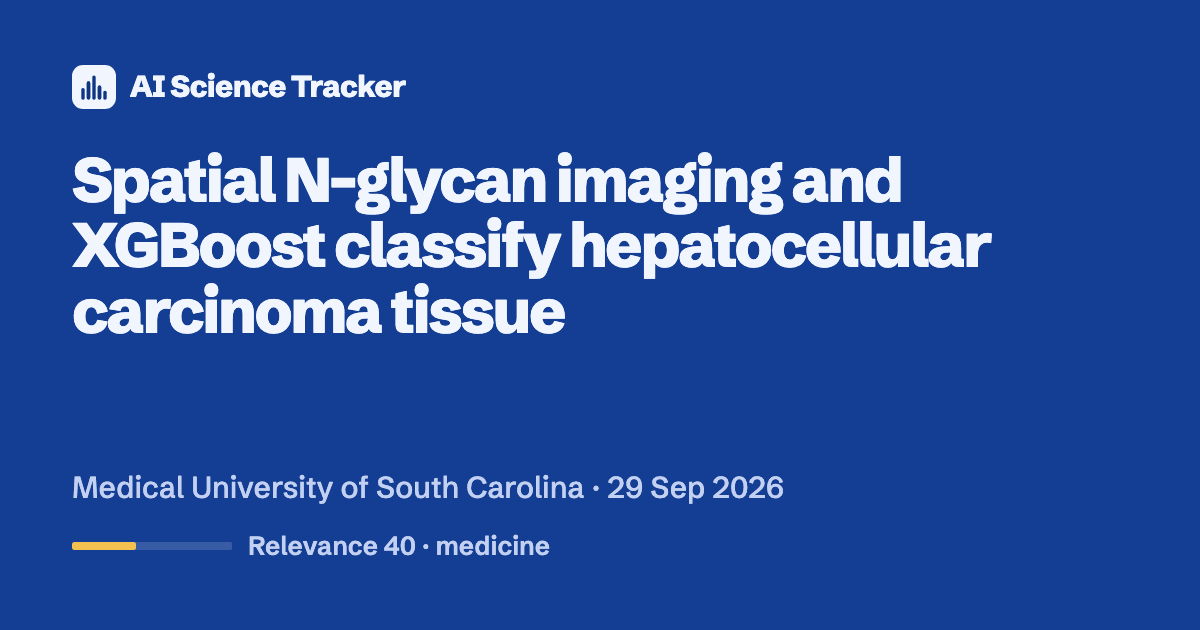 AI Science Tracker
Spatial N-glycan imaging and
XGBoost classify hepatocellular
carcinoma tissue
Medical University of South Carolina · 29 Sep 2026
Relevance 40 · medicine